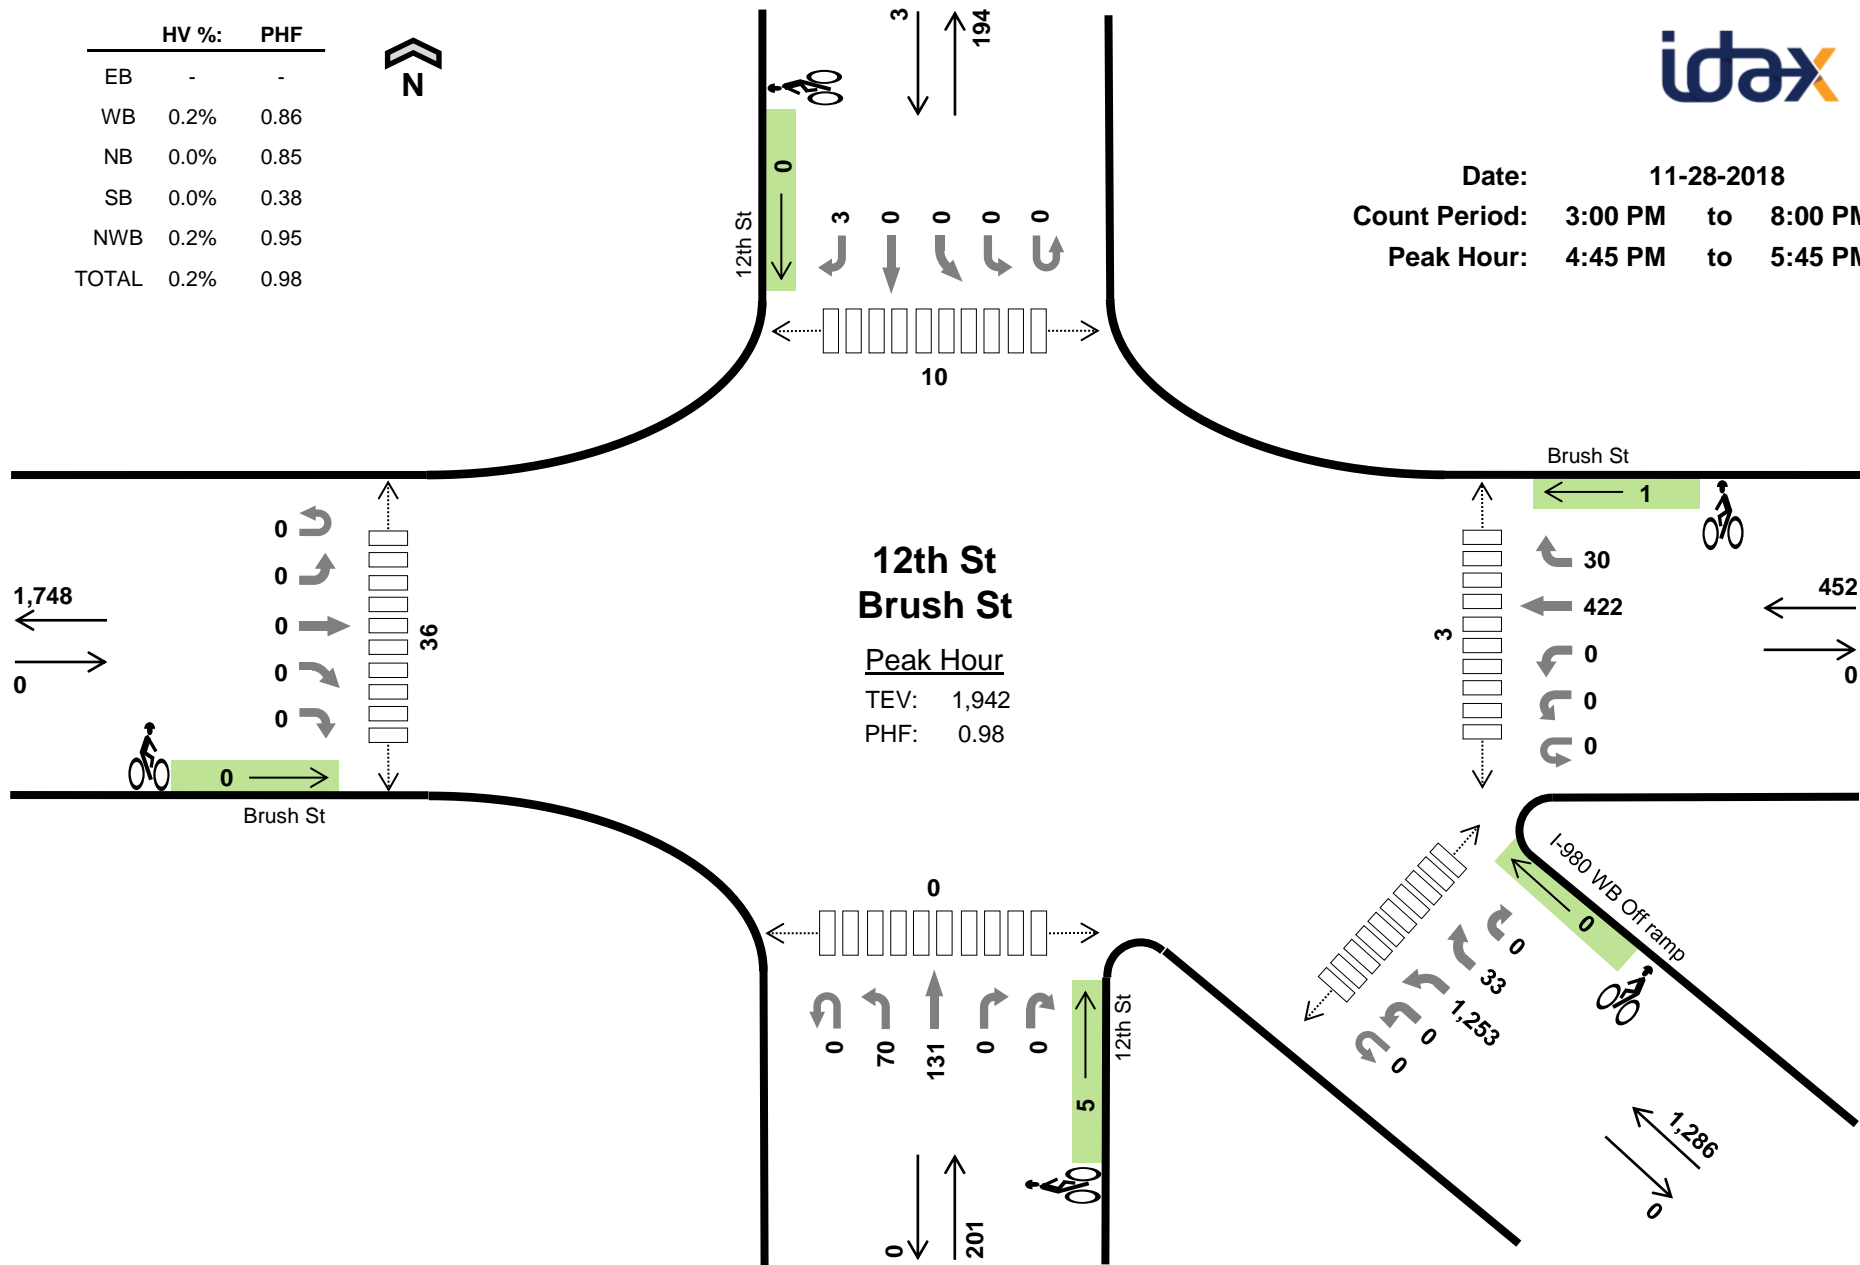 HV %: PHF
EB - -
WB 0.2% 0.86
NB 0.0% 0.85
SB 0.0% 0.38
NWB 0.2% 0.95
TOTAL 0.2% 0.98
N
3
194
idax
Date: 11-28-2018
Count Period: 3:00 PM to 8:00 PM
Peak Hour: 4:45 PM to 5:45 PM
12th St
0
3 0 0 0 0
10
Brush St
1
30
422
0
0
0
3
452
0
0
0
0
0
0
36
1,748
0
0
Brush St
12th St
Brush St
Peak Hour
TEV: 1,942
PHF: 0.98
0
0 70 131 0 0
5
12th St
0
201
I-980 WB Off ramp
0
0
33
1,253
0
0
1,286
0